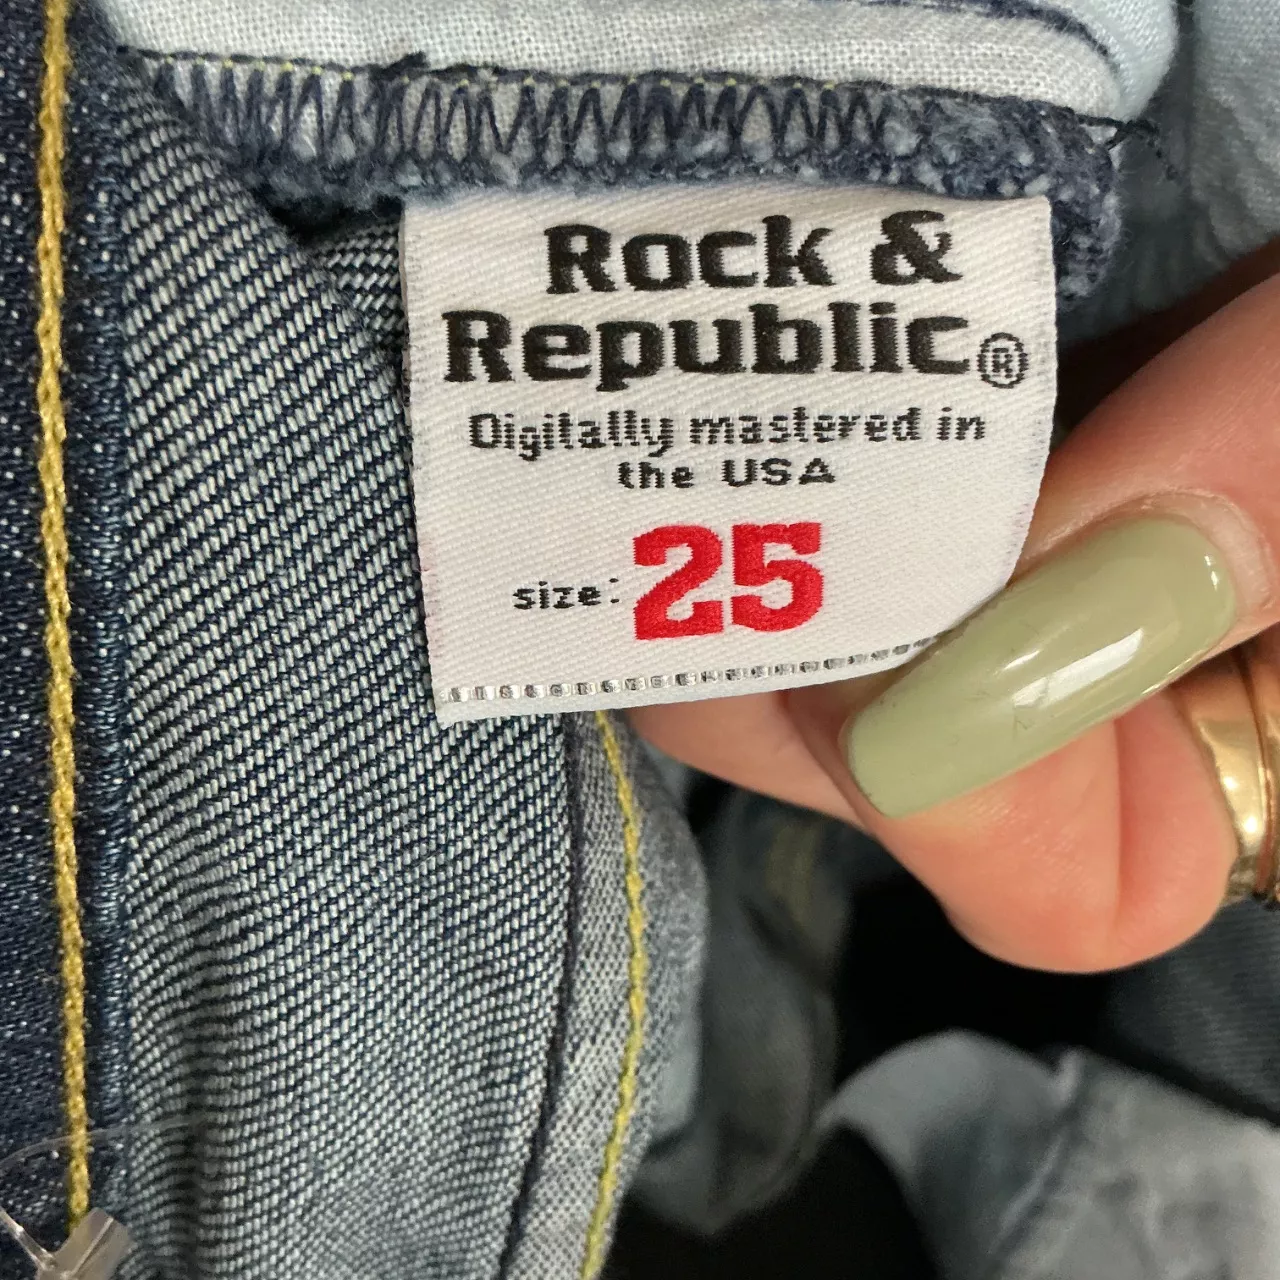 Rock &
Republic®
Digitally mastered in
the USA
size: 25